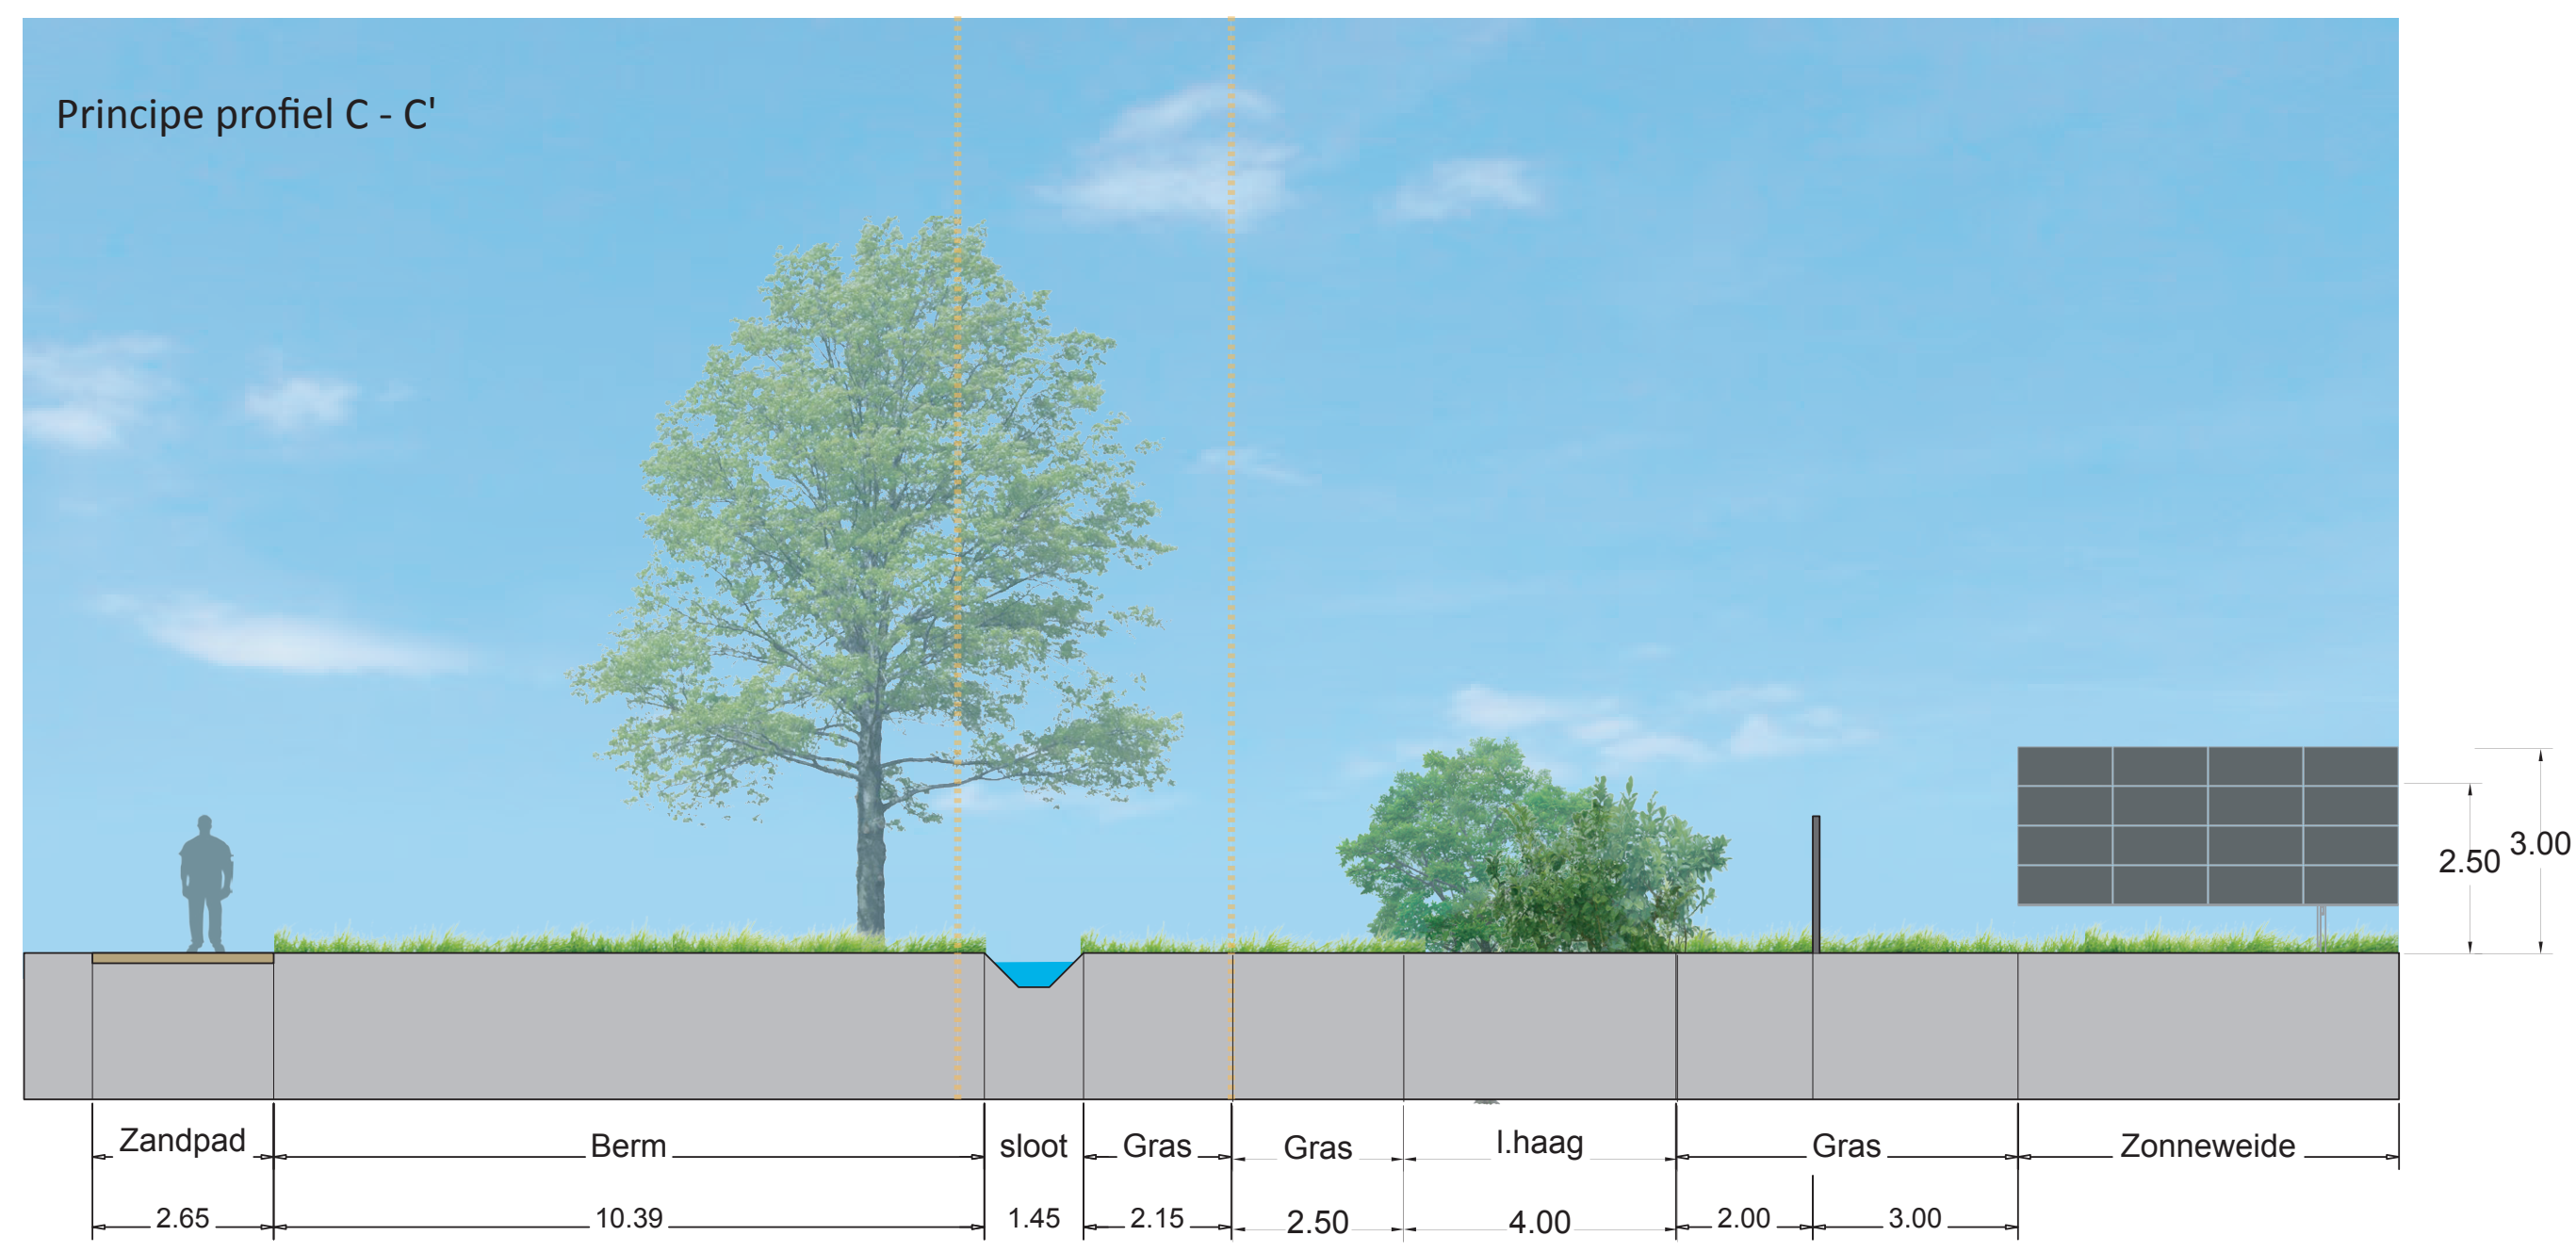 Principe profiel C - C'
2.50 3.00
Zandpad Berm sloot Gras Gras l.haag Gras Zonneweide
2.65 10.39 1.45 2.15 2.50 4.00 2.00 3.00